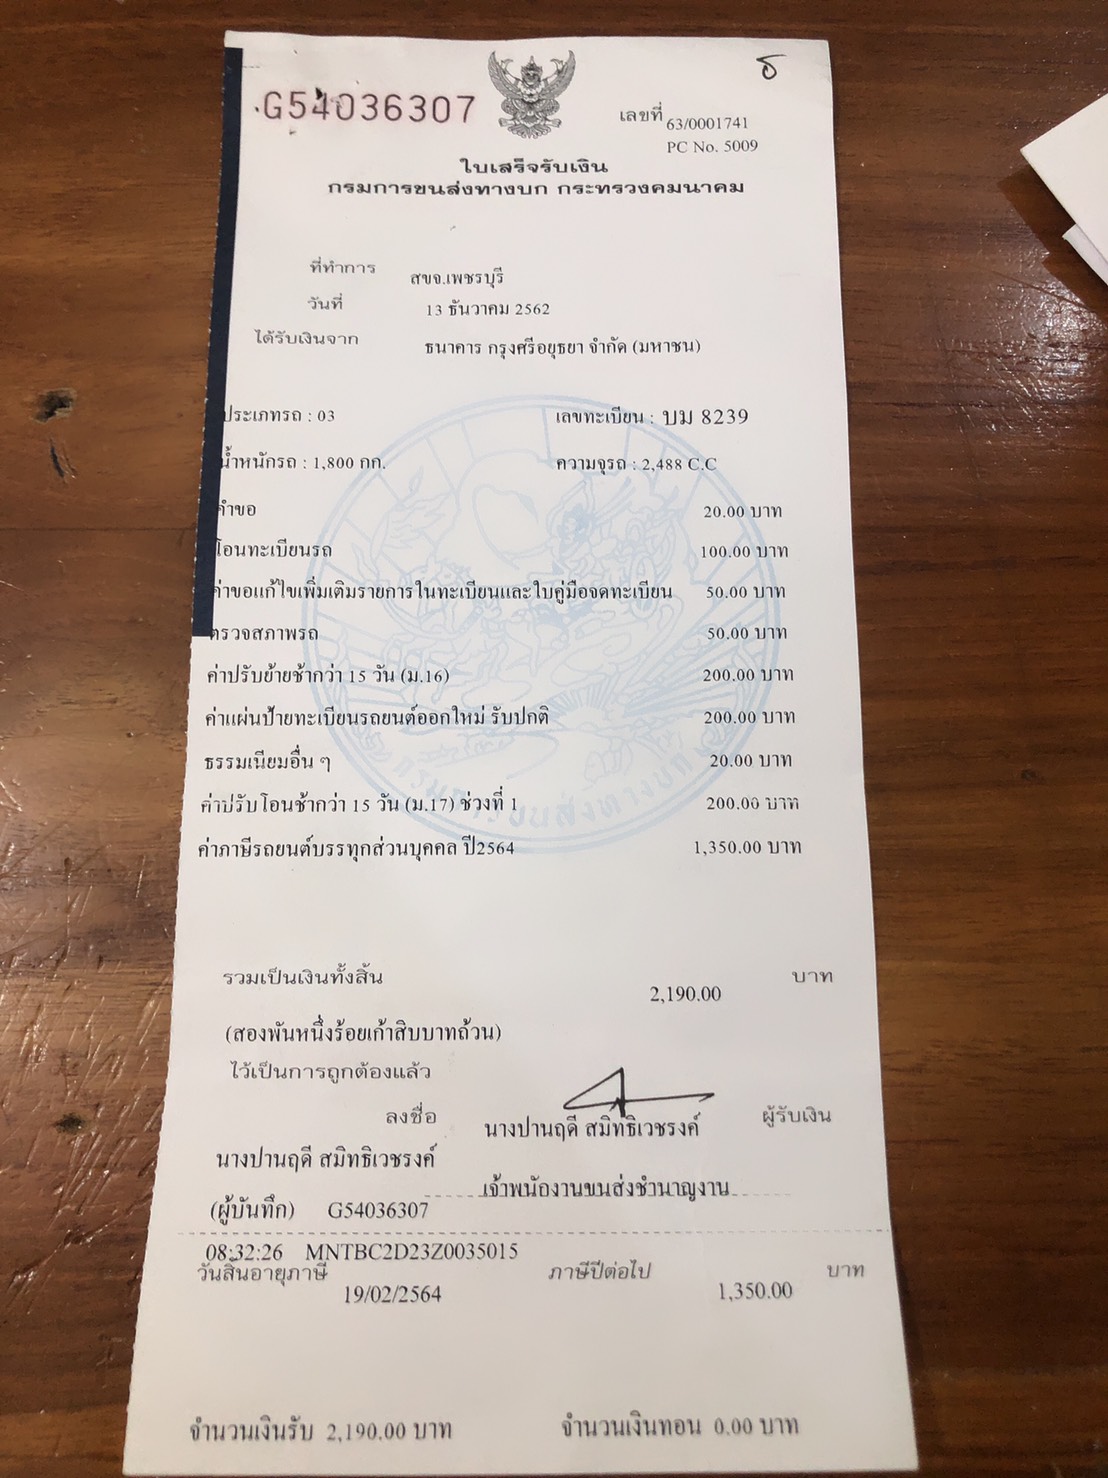 G54036307
เลขที่ 63/0001741
PC No. 5009
ใบเสร็จรับเงิน
กรมการขนส่งทางบก กระทรวงคมนาคม
ที่ทำการ สขจ.เพชรบุรี
วันที่ 13 ธันวาคม 2562
ได้รับเงินจาก ธนาคาร กรุงศรีอยุธยา จำกัด (มหาชน)
ประเภทรถ : 03 เลขทะเบียน : บม 8239
น้ำหนักรถ : 1,800 กก. ความจุรถ : 2,488 C.C
คำขอ 20.00 บาท
โอนทะเบียนรถ 100.00 บาท
ค่าขอแก้ไขเพิ่มเติมรายการในทะเบียนและใบคู่มือจดทะเบียน 50.00 บาท
ตรวจสภาพรถ 50.00 บาท
ค่าปรับย้ายช้ากว่า 15 วัน (ม.16) 200.00 บาท
ค่าแผ่นป้ายทะเบียนรถยนต์ออกใหม่ รับปกติ 200.00 บาท
ธรรมเนียมอื่น ๆ 20.00 บาท
ค่าปรับโอนช้ากว่า 15 วัน (ม.17) ช่วงที่ 1 200.00 บาท
ค่าภาษีรถยนต์บรรทุกส่วนบุคคล ปี2564 1,350.00 บาท
กรมการขนส่งทางบก
รวมเป็นเงินทั้งสิ้น 2,190.00 บาท
(สองพันหนึ่งร้อยเก้าสิบบาทถ้วน)
ไว้เป็นการถูกต้องแล้ว
ลงชื่อ นางปานฤดี สมิทธิเวชรงค์ ผู้รับเงิน
นางปานฤดี สมิทธิเวชรงค์
เจ้าพนักงานขนส่งชำนาญงาน
(ผู้บันทึก) G54036307
08:32:26 MNTBC2D23Z0035015
วันสิ้นอายุภาษี 19/02/2564 ภาษีปีต่อไป 1,350.00 บาท
จำนวนเงินรับ 2,190.00 บาท จำนวนเงินทอน 0.00 บาท